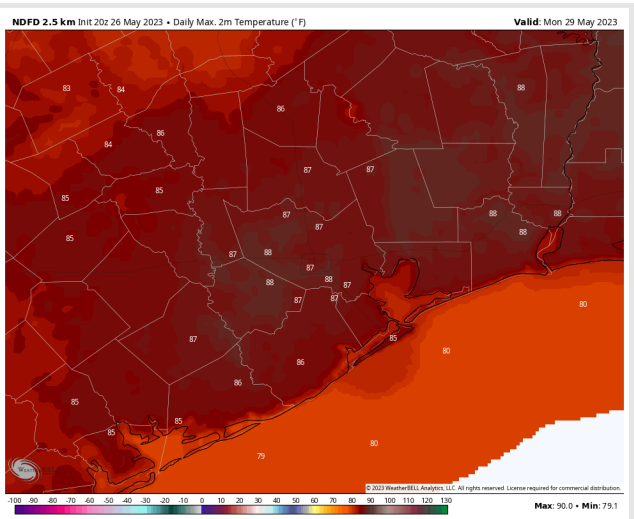 NDFD 2.5 km Init 20z 26 May 2023 • Daily Max. 2m Temperature (°F) Valid: Mon 29 May 2023
83 84 88
86
86
84
87 87
85 85
87 88 88
87 88
85
87 88
87
88 88 87
87 87
80
87 85
80
86
86
85
85
85
80
79
© 2023 WeatherBELL Analytics, LLC. All rights reserved. License required for commercial distribution.
-100 -90 -80 -70 -60 -50 -40 -30 -20 -10 0 10 20 30 40 50 60 70 80 90 100 110 120 130
Max: 90.0 • Min: 79.1